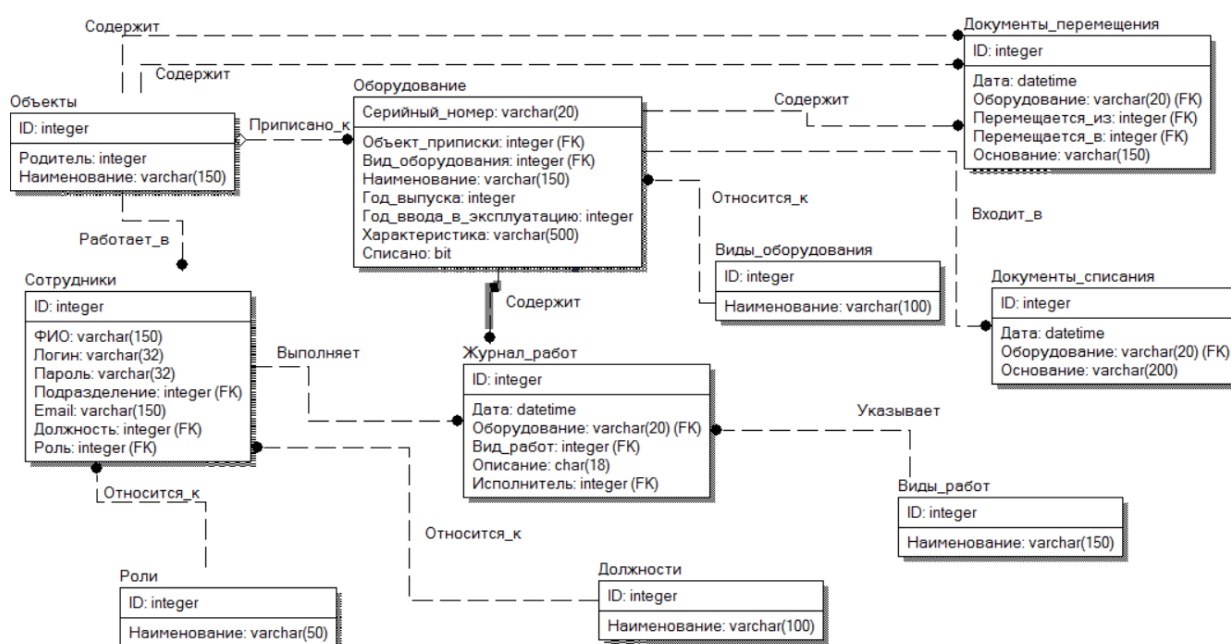 Содержит
Документы_перемещения
ID: integer
Дата: datetime
Оборудование: varchar(20) (FK)
Перемещается_из: integer (FK)
Перемещается_в: integer (FK)
Основание: varchar(150)
Содержит
Объекты
ID: integer
Родитель: integer
Наименование: varchar(150)
Приписано_к
Оборудование
Серийный_номер: varchar(20)
Объект_приписки: integer (FK)
Вид_оборудования: integer (FK)
Наименование: varchar(150)
Год_выпуска: integer
Год_ввода_в_эксплуатацию: integer
Характеристика: varchar(500)
Списано: bit
Содержит
Относится_к
Входит_в
Работает_в
Виды_оборудования
ID: integer
Наименование: varchar(100)
Документы_списания
ID: integer
Дата: datetime
Оборудование: varchar(20) (FK)
Основание: varchar(200)
Сотрудники
ID: integer
ФИО: varchar(150)
Логин: varchar(32)
Пароль: varchar(32)
Подразделение: integer (FK)
Email: varchar(150)
Должность: integer (FK)
Роль: integer (FK)
Содержит
Выполняет
Журнал_работ
ID: integer
Дата: datetime
Оборудование: varchar(20) (FK)
Вид_работ: integer (FK)
Описание: char(18)
Исполнитель: integer (FK)
Указывает
Виды_работ
ID: integer
Наименование: varchar(150)
Относится_к
Относится_к
Роли
ID: integer
Наименование: varchar(50)
Должности
ID: integer
Наименование: varchar(100)